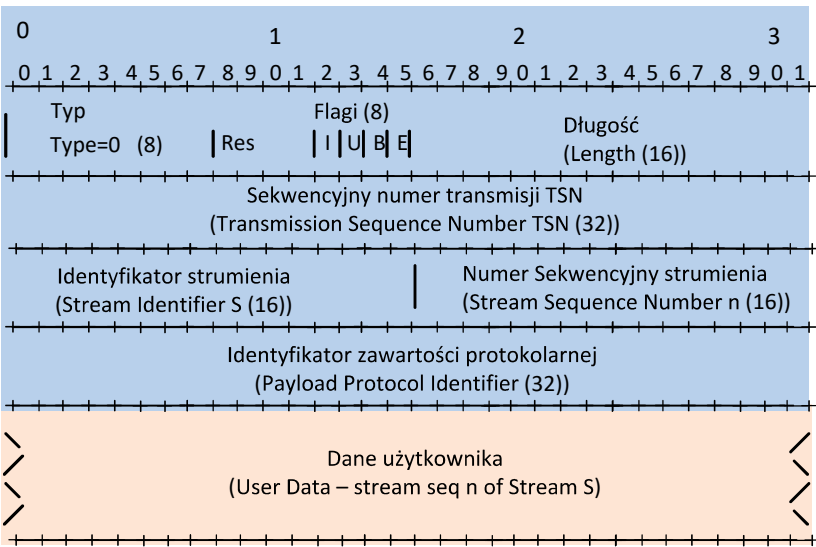 0 1 2 3
0 1 2 3 4 5 6 7 8 9 0 1 2 3 4 5 6 7 8 9 0 1 2 3 4 5 6 7 8 9 0 1
Typ Flagi (8)
Type=0 (8) Res I U B E
Długość
(Length (16))
Sekwencyjny numer transmisji TSN
(Transmission Sequence Number TSN (32))
Identyfikator strumienia
(Stream Identifier S (16))
Numer Sekwencyjny strumienia
(Stream Sequence Number n (16))
Identyfikator zawartości protokolarnej
(Payload Protocol Identifier (32))
Dane użytkownika
(User Data – stream seq n of Stream S)